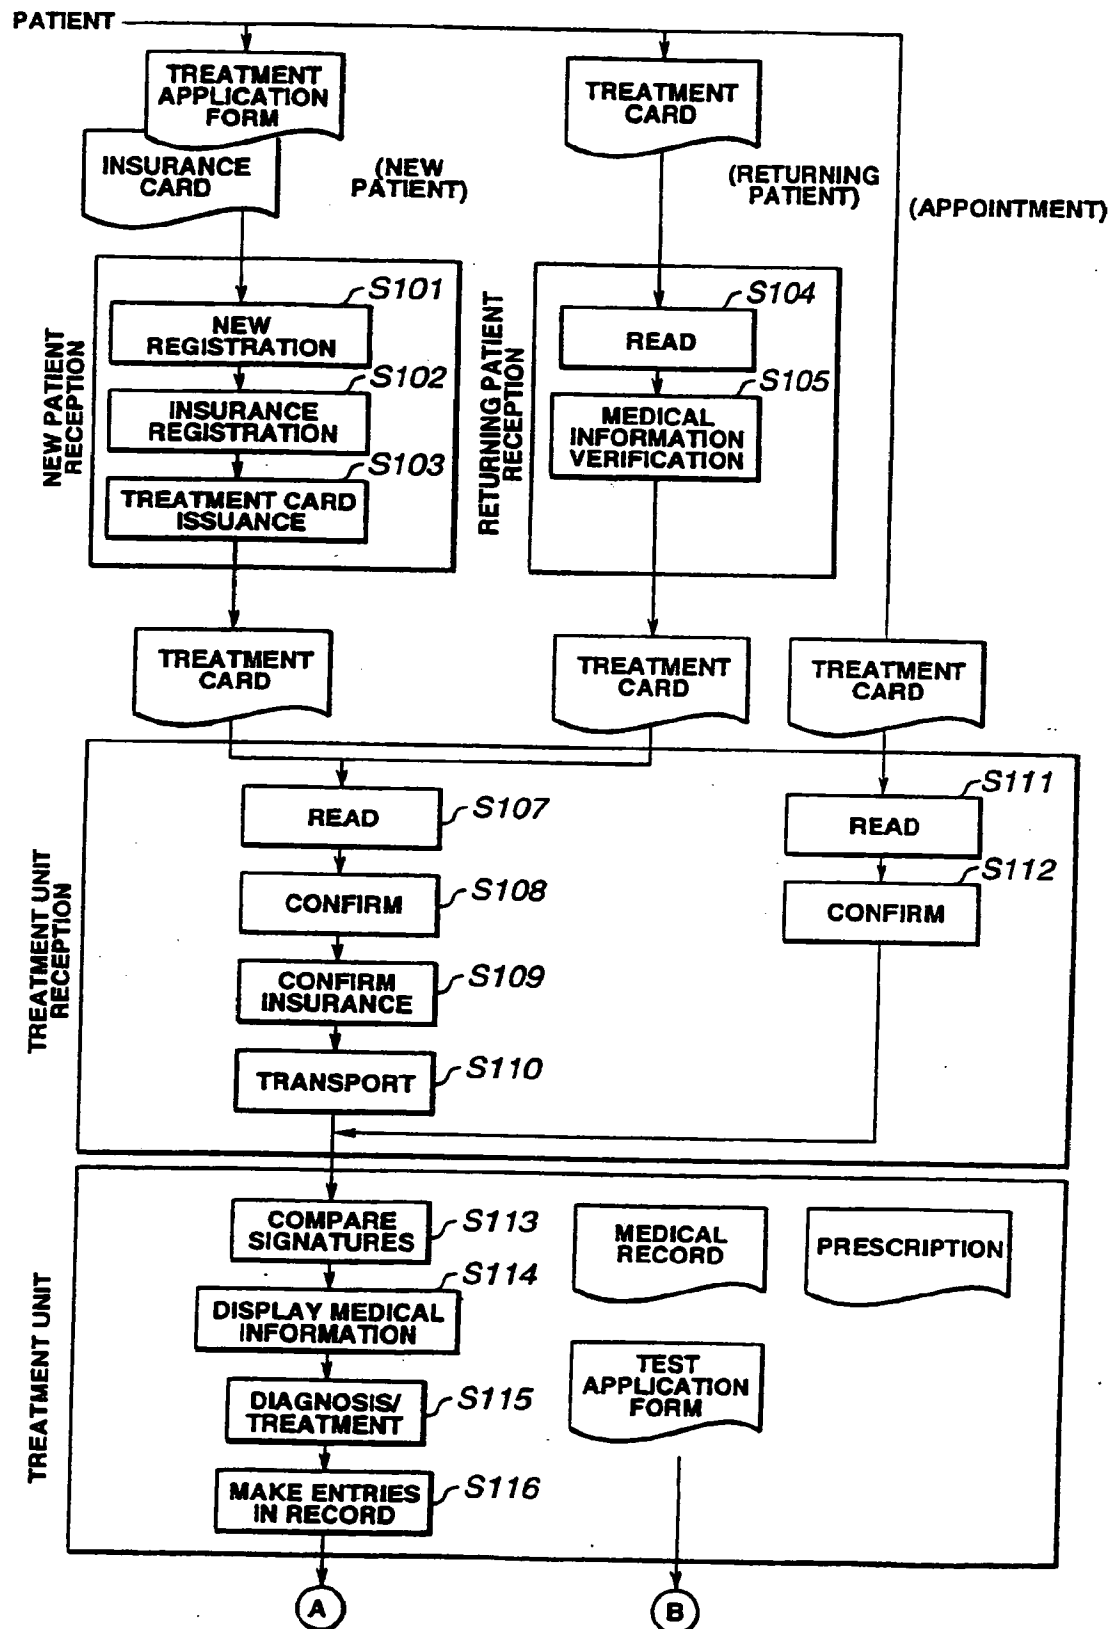 PATIENT
TREATMENT
APPLICATION
FORM
INSURANCE
CARD
(NEW
PATIENT)
TREATMENT
CARD
(RETURNING
PATIENT)
(APPOINTMENT)
NEW PATIENT
RECEPTION
S101
NEW
REGISTRATION
S102
INSURANCE
REGISTRATION
S103
TREATMENT CARD
ISSUANCE
RETURNING PATIENT
RECEPTION
S104
READ
S105
MEDICAL
INFORMATION
VERIFICATION
TREATMENT
CARD
TREATMENT
CARD
TREATMENT
CARD
TREATMENT UNIT
RECEPTION
READ
S107
CONFIRM
S108
CONFIRM
INSURANCE
S109
TRANSPORT
S110
S111
READ
S112
CONFIRM
TREATMENT UNIT
COMPARE
SIGNATURES
S113
S114
DISPLAY MEDICAL
INFORMATION
DIAGNOSIS/
TREATMENT
S115
MAKE ENTRIES
IN RECORD
S116
MEDICAL
RECORD
PRESCRIPTION
TEST
APPLICATION
FORM
A
B